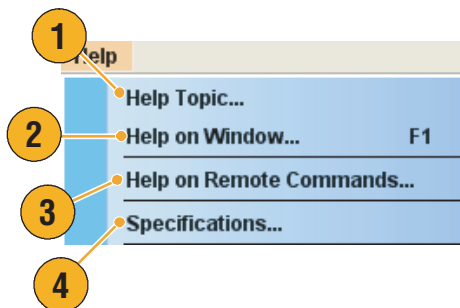 1
Help
Help Topic...
2
Help on Window... F1
3
Help on Remote Commands...
Specifications...
4